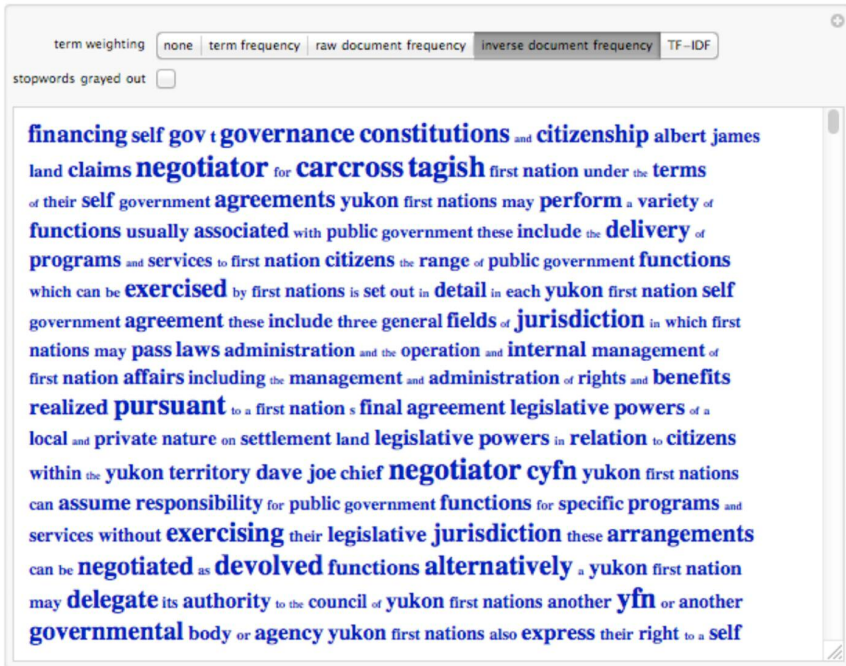 term weighting none term frequency raw document frequency inverse document frequency TF-IDF
stopwords grayed out
financing self gov t governance constitutions and citizenship albert james
land claims negotiator for carcross tagish first nation under the terms
of their self government agreements yukon first nations may perform a variety of
functions usually associated with public government these include the delivery of
programs and services to first nation citizens the range of public government functions
which can be exercised by first nations is set out in detail in each yukon first nation self
government agreement these include three general fields of jurisdiction in which first
nations may pass laws administration and the operation and internal management of
first nation affairs including the management and administration of rights and benefits
realized pursuant to a first nation s final agreement legislative powers of a
local and private nature on settlement land legislative powers in relation to citizens
within the yukon territory dave joe chief negotiator cyfn yukon first nations
can assume responsibility for public government functions for specific programs and
services without exercising their legislative jurisdiction these arrangements
can be negotiated as devolved functions alternatively a yukon first nation
may delegate its authority to the council of yukon first nations another yfn or another
governmental body or agency yukon first nations also express their right to a self